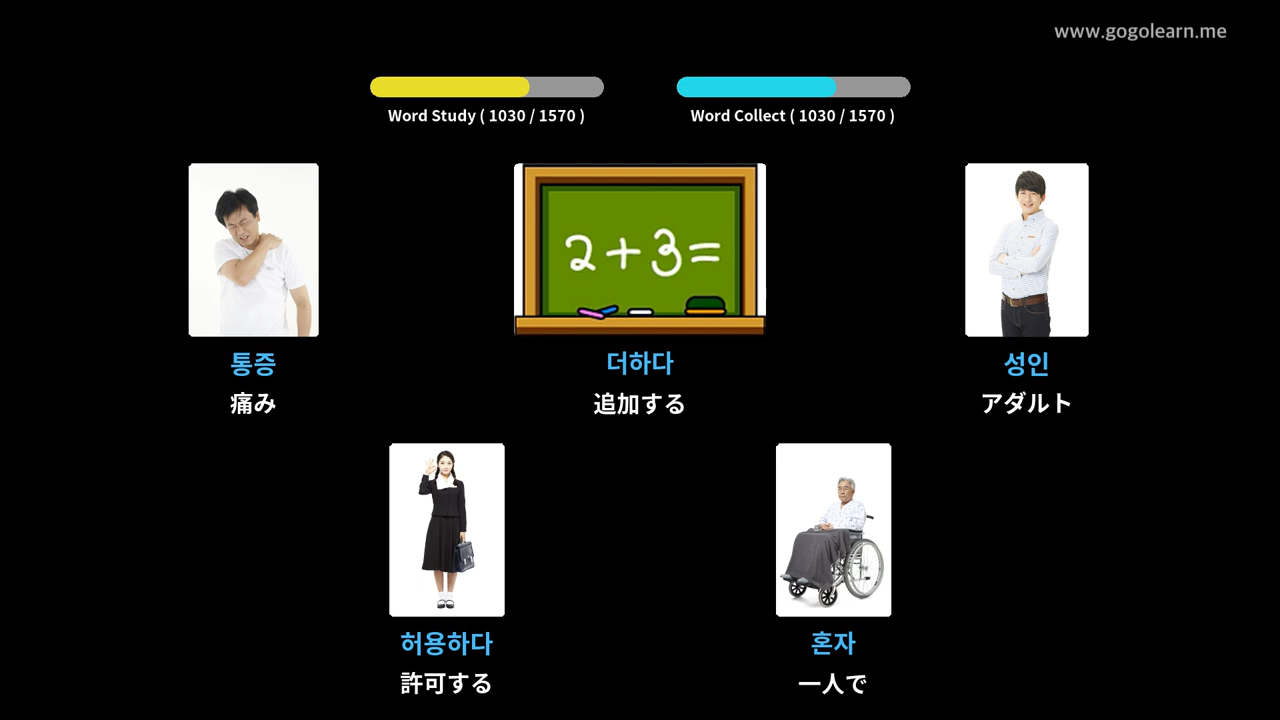 www.gogolearn.me
Word Study ( 1030 / 1570 )
Word Collect ( 1030 / 1570 )
2+3=
통증
痛み
더하다
追加する
성인
アダルト
허용하다
許可する
혼자
一人で